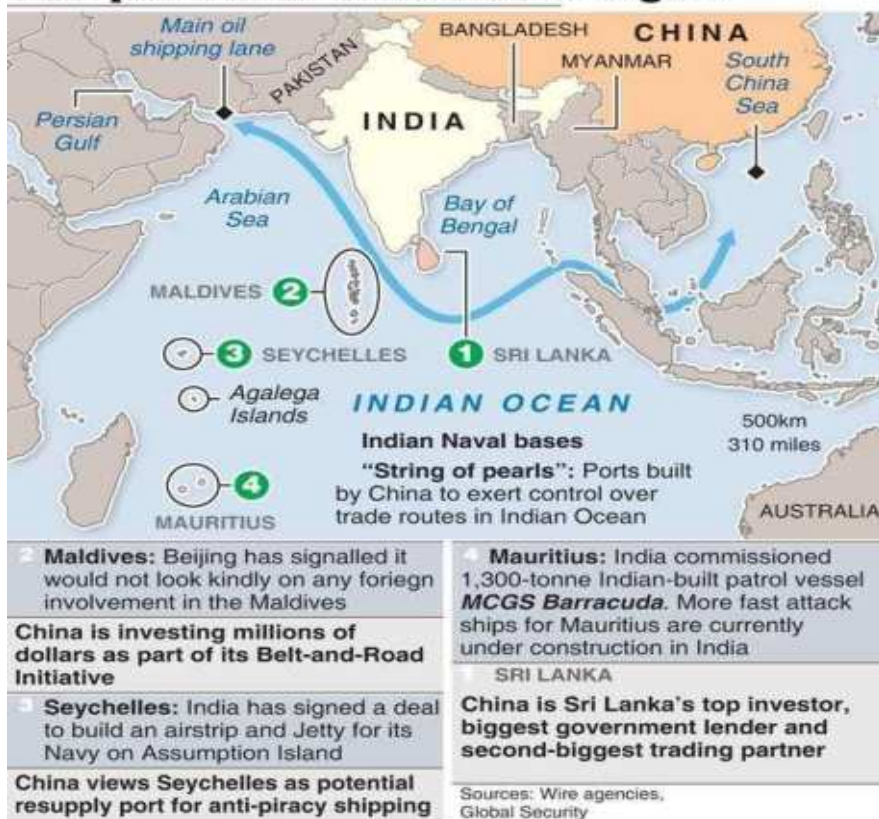 Main oil
shipping lane
BANGLADESH
CHINA
PAKISTAN
MYANMAR
South
China
Sea
Persian
Gulf
INDIA
Arabian
Sea
Bay of
Bengal
MALDIVES 2
3 SEYCHELLES
1 SRI LANKA
Agalega
Islands
INDIAN OCEAN
500km
310 miles
Indian Naval bases
“String of pearls”: Ports built
by China to exert control over
trade routes in Indian Ocean
4
MAURITIUS
AUSTRALIA
2 Maldives: Beijing has signalled it
would not look kindly on any foriegn
involvement in the Maldives
China is investing millions of
dollars as part of its Belt-and-Road
Initiative
3 Seychelles: India has signed a deal
to build an airstrip and Jetty for its
Navy on Assumption Island
China views Seychelles as potential
resupply port for anti-piracy shipping
4 Mauritius: India commissioned
1,300-tonne Indian-built patrol vessel
MCGS Barracuda. More fast attack
ships for Mauritius are currently
under construction in India
1 SRI LANKA
China is Sri Lanka’s top investor,
biggest government lender and
second-biggest trading partner
Sources: Wire agencies,
Global Security